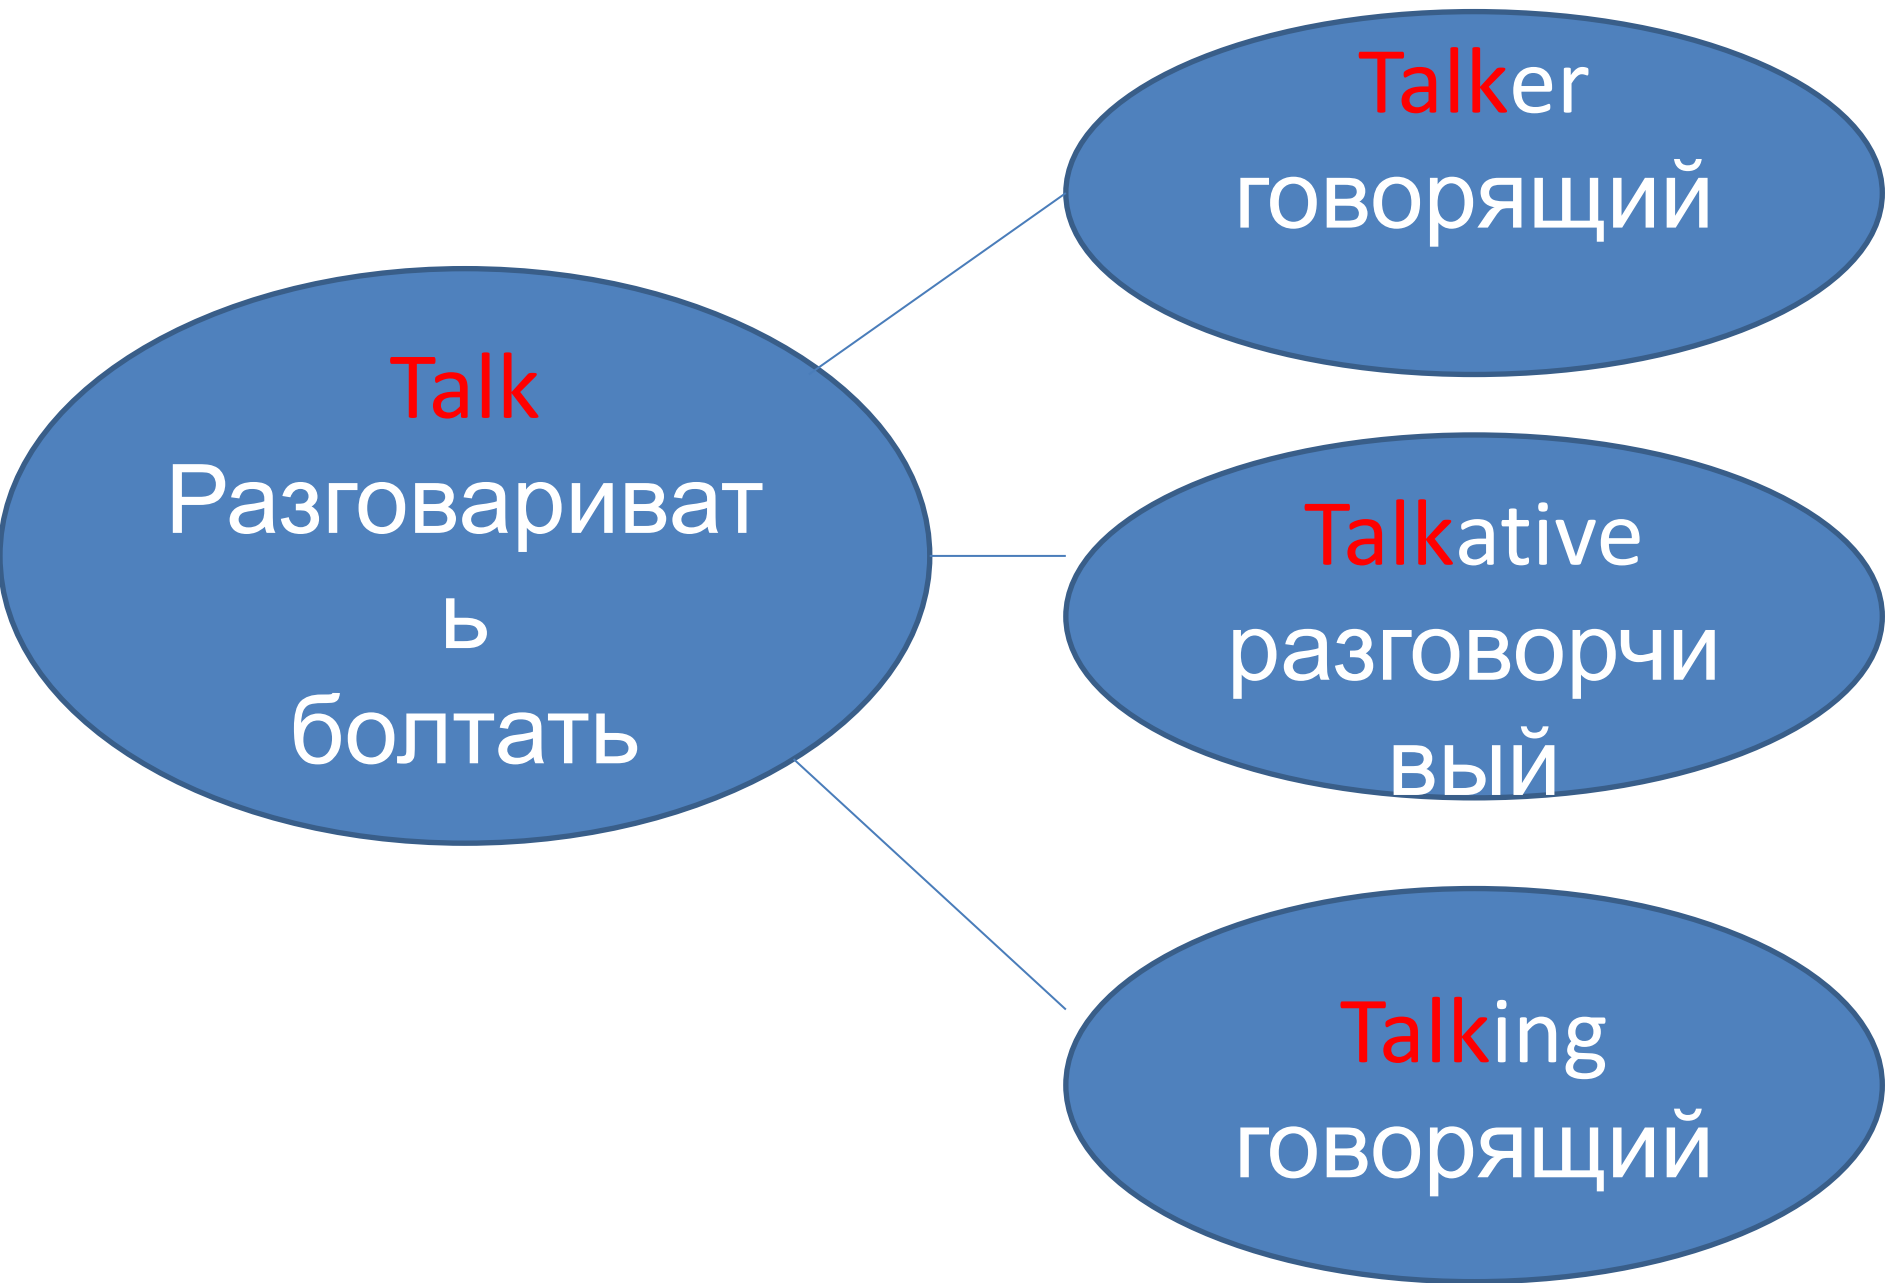 Talk
Разговариват
ь
болтать
Talker
говорящий
Talkative
разговорчи
вый
Talking
говорящий